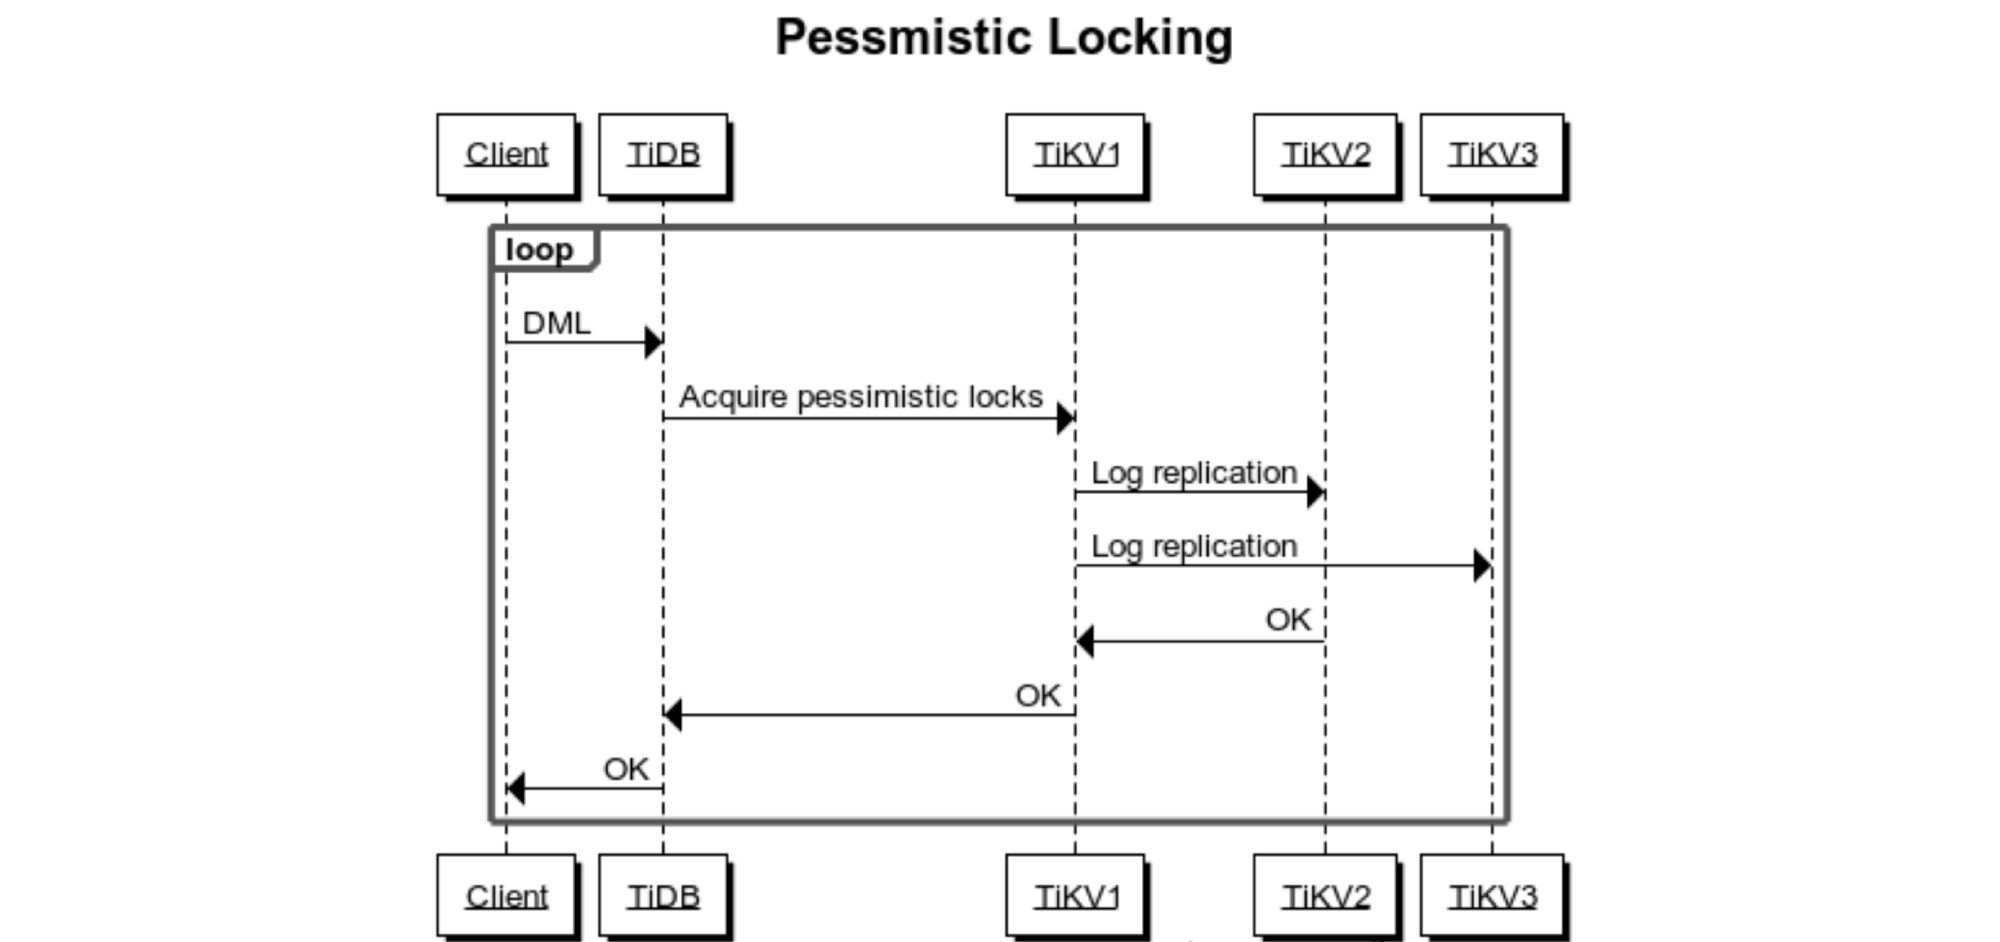 Pessmistic Locking
Client TiDB TiKV1 TiKV2 TiKV3
loop
DML
Acquire pessimistic locks
Log replication
Log replication
OK
OK
OK
Client TiDB TiKV1 TiKV2 TiKV3